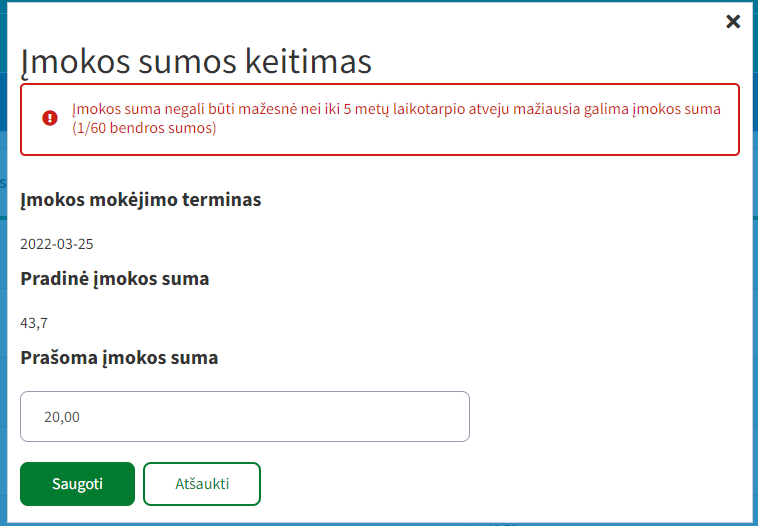 Įmokos sumos keitimas
Įmokos suma negali būti mažesnė nei iki 5 metų laikotarpio atveju mažiausia galima įmokos suma
(1/60 bendros sumos)
Įmokos mokėjimo terminas
2022-03-25
Pradinė įmokos suma
43,7
Prašoma įmokos suma
20,00
Saugoti
Atšaukti